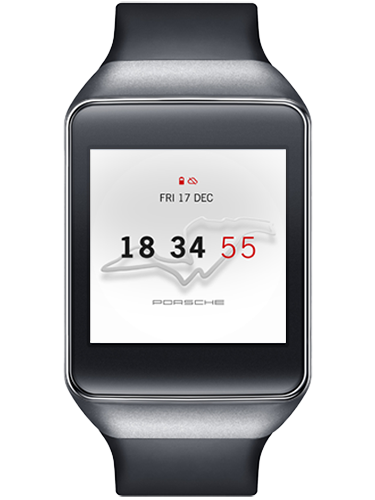 FRI 17 DEC
18 34 55
PORSCHE